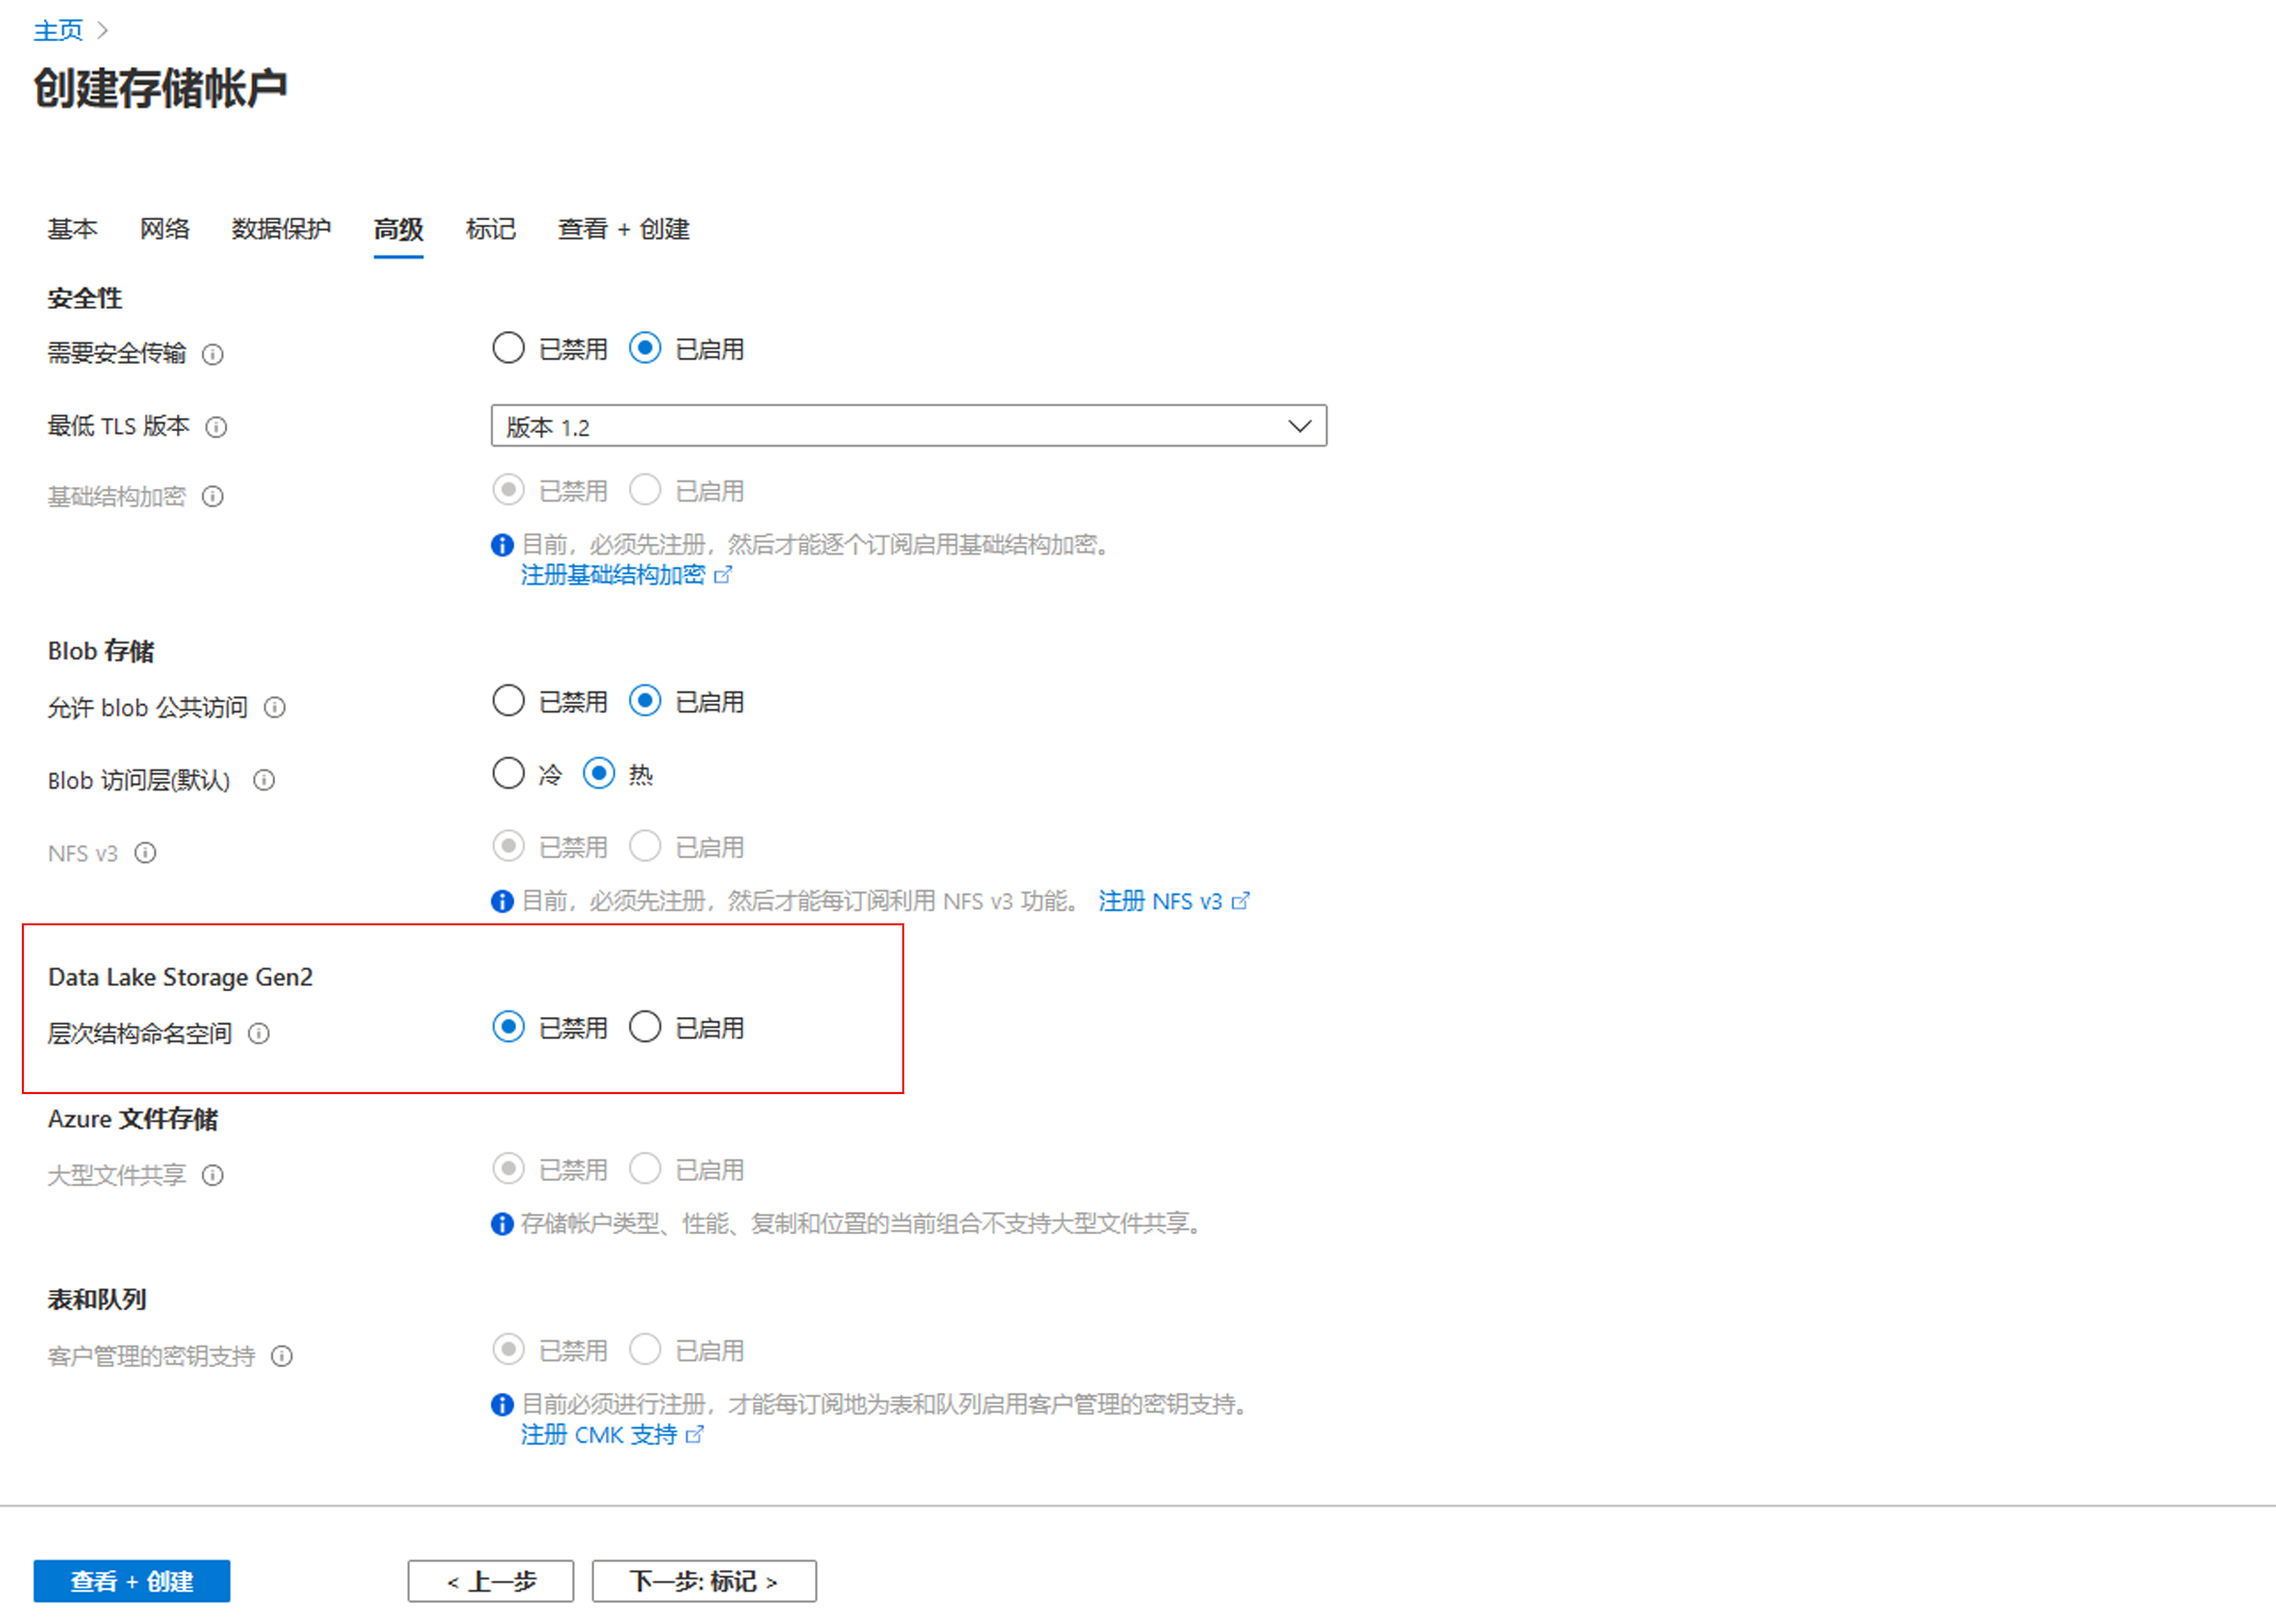 主页
创建存储帐户
基本 网络 数据保护 高级 标记 查看 + 创建
安全性
需要安全传输 已禁用 已启用
最低 TLS 版本 版本 1.2
基础结构加密 已禁用 已启用
目前，必须先注册，然后才能逐个订阅启用基础结构加密。
注册基础结构加密
Blob 存储
允许 blob 公共访问 已禁用 已启用
Blob 访问层(默认) 冷 热
NFS v3 已禁用 已启用
目前，必须先注册，然后才能每订阅利用 NFS v3 功能。 注册 NFS v3
Data Lake Storage Gen2
层次结构命名空间 已禁用 已启用
Azure 文件存储
大型文件共享 已禁用 已启用
存储帐户类型、性能、复制和位置的当前组合不支持大型文件共享。
表和队列
客户管理的密钥支持 已禁用 已启用
目前必须进行注册，才能每订阅地为表和队列启用客户管理的密钥支持。
注册 CMK 支持
查看 + 创建 < 上一步 下一步: 标记 >